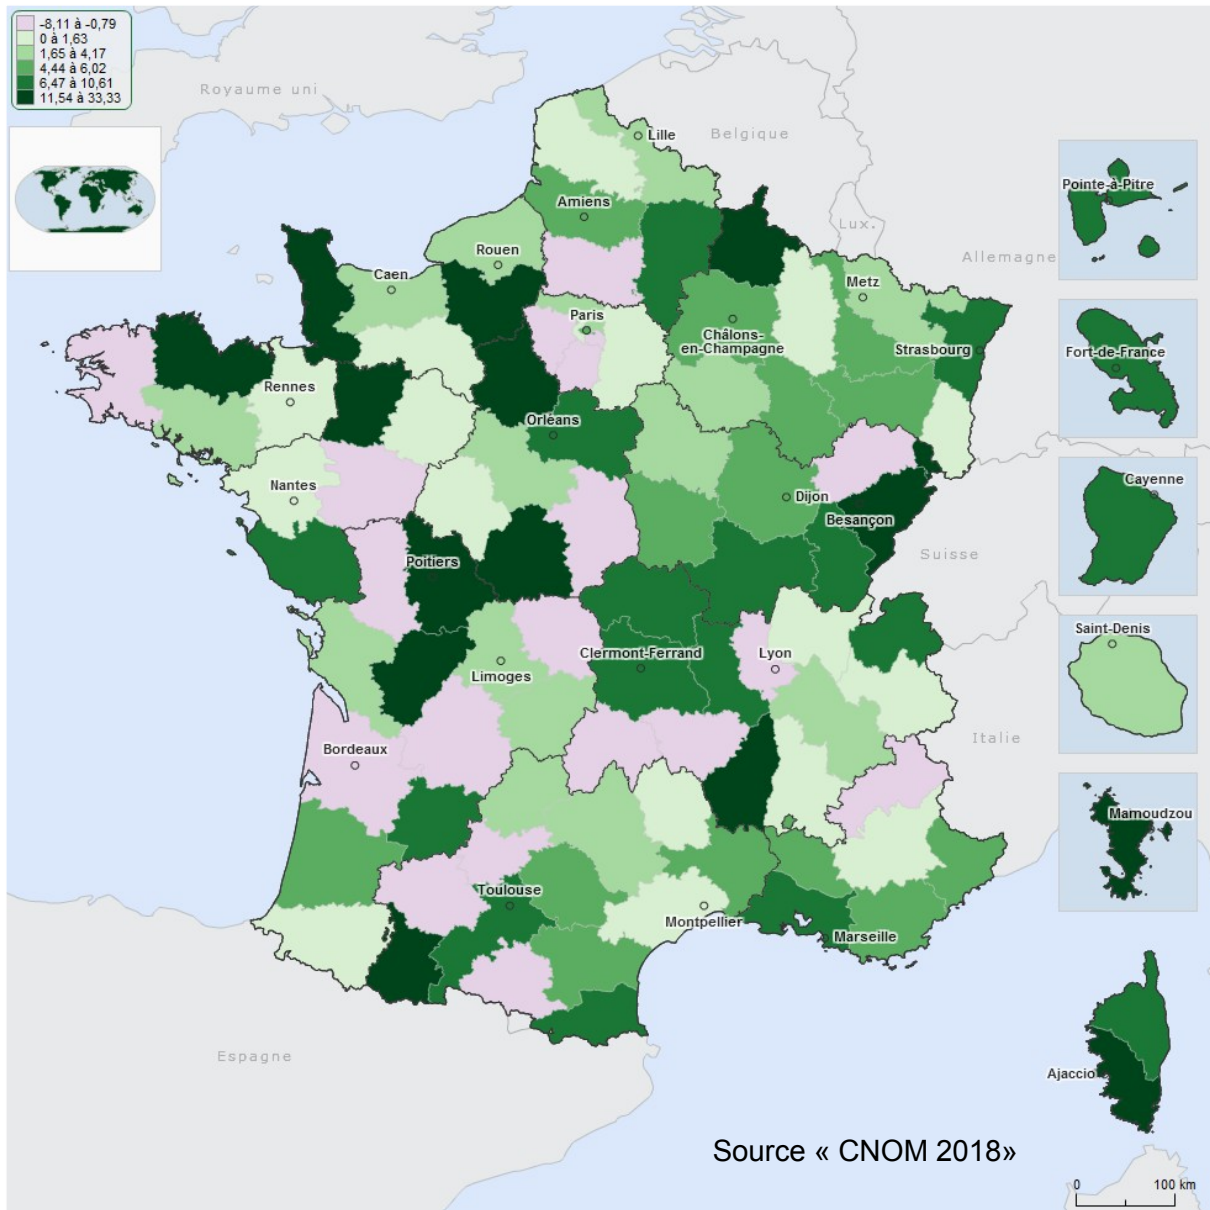 -8,11 à -0,79
0 à 1,63
1,65 à 4,17
4,44 à 6,02
6,47 à 10,61
11,54 à 33,33
Royaume uni
Lille
Belgique
Pointe-à-Pitre
Amiens
Lux.
Rouen
Allemagne
Caen
Metz
Paris
Châlons-
en-Champagne
Strasbourg
Fort-de-France
Rennes
Orléans
Nantes
Dijon
Cayenne
Besançon
Suisse
Poitiers
Saint-Denis
Clermont-Ferrand
Lyon
Limoges
Italie
Bordeaux
Mamoudzou
Toulouse
Montpellier
Marseille
Espagne
Ajaccio
Source « CNOM 2018»
0 100 km